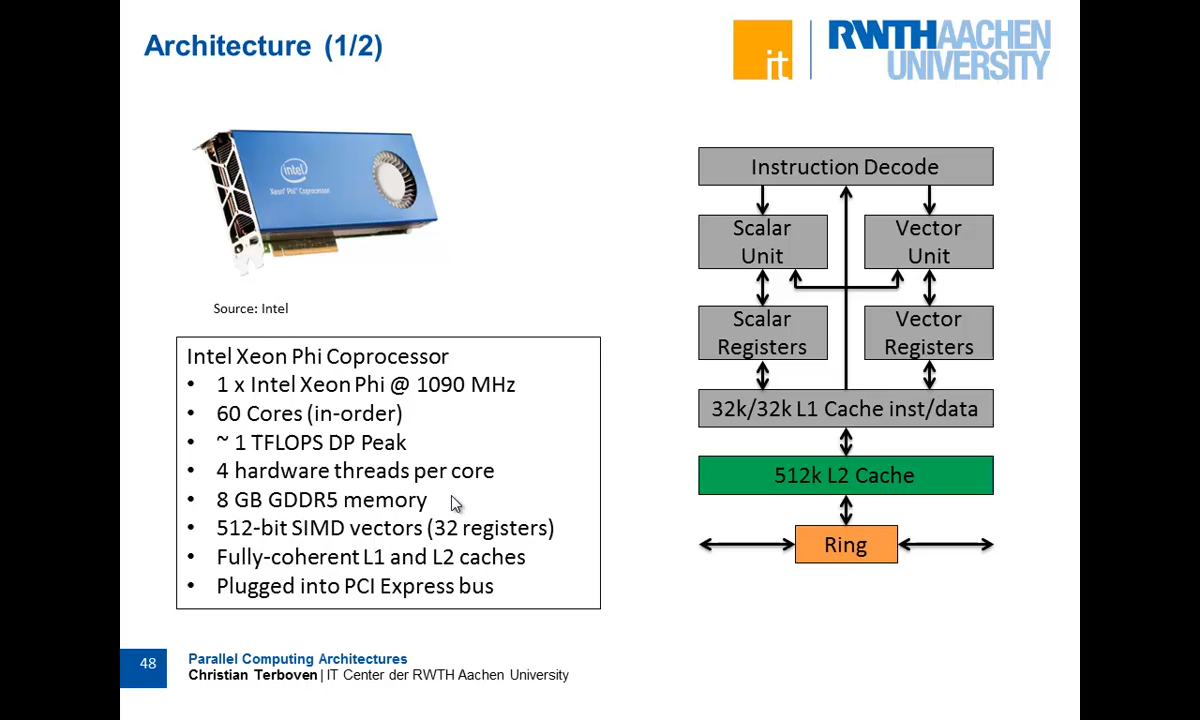 Architecture (1/2)
it
RWTHAACHEN
UNIVERSITY
intel
Xeon® Phi™ Coprocessor
Source: Intel
Intel Xeon Phi Coprocessor
• 1 x Intel Xeon Phi @ 1090 MHz
• 60 Cores (in-order)
• ~ 1 TFLOPS DP Peak
• 4 hardware threads per core
• 8 GB GDDR5 memory
• 512-bit SIMD vectors (32 registers)
• Fully-coherent L1 and L2 caches
• Plugged into PCI Express bus
Instruction Decode
Scalar
Unit
Vector
Unit
Scalar
Registers
Vector
Registers
32k/32k L1 Cache inst/data
512k L2 Cache
Ring
48
Parallel Computing Architectures
Christian Terboven | IT Center der RWTH Aachen University